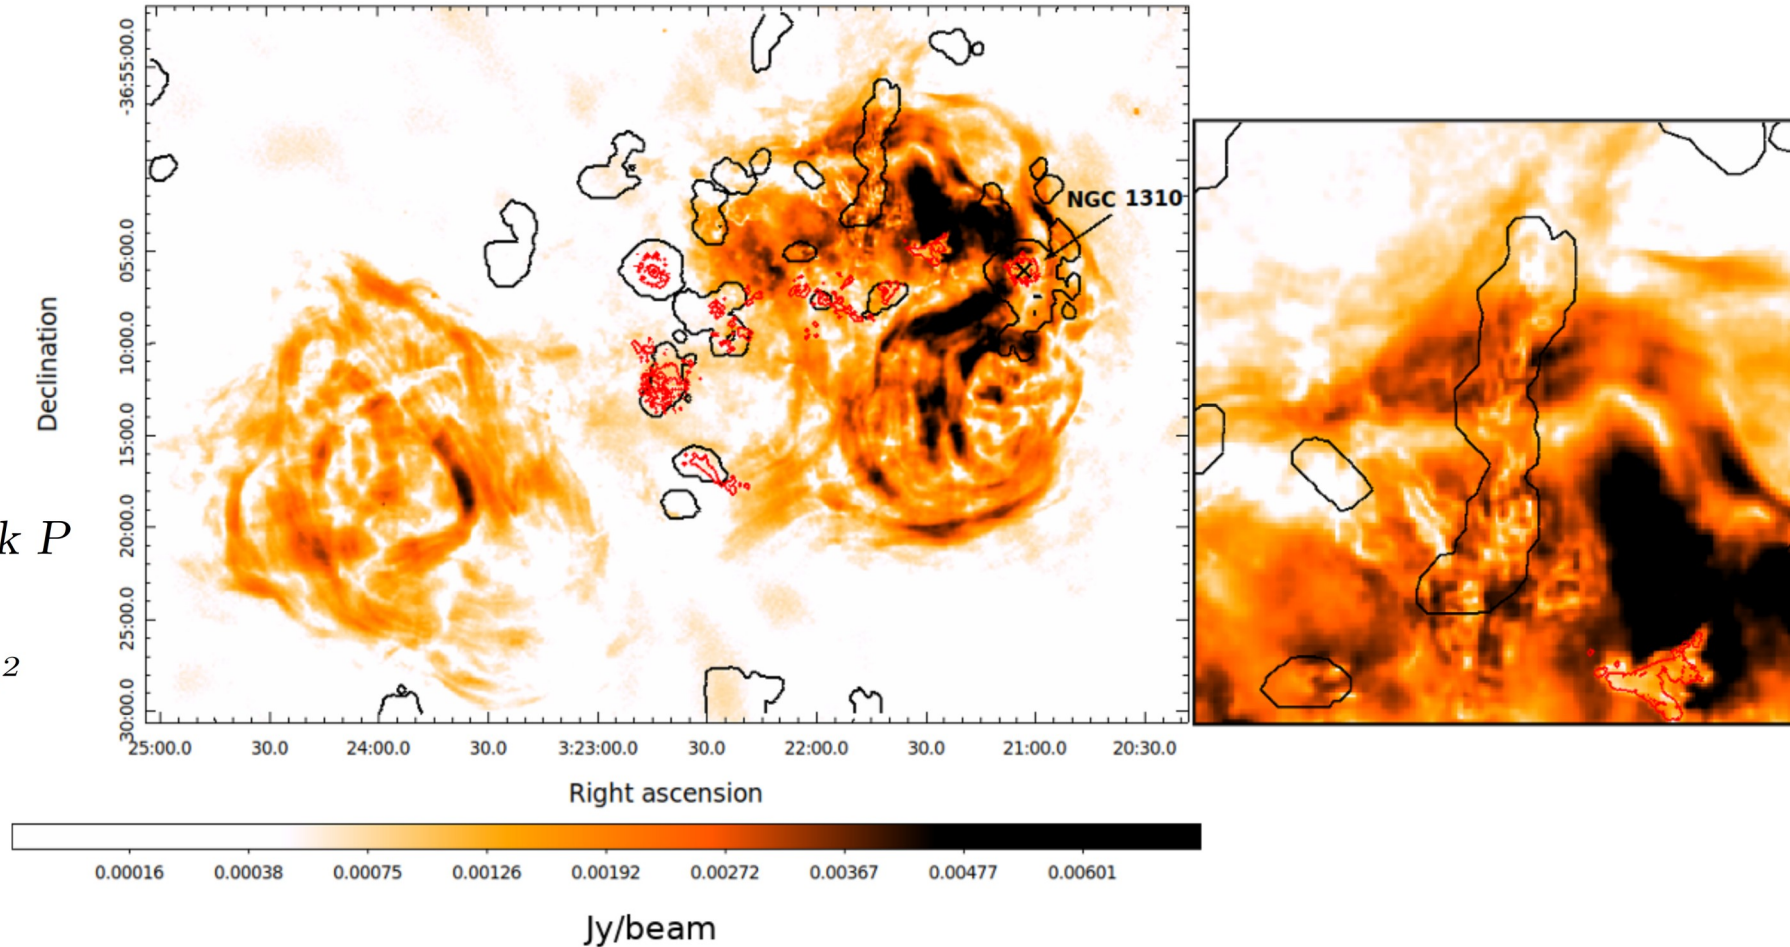 -36:55:00.0
05:00.0
10:00.0
15:00.0
20:00.0
25:00.0
30:00.0
Declination
NGC 1310
k P
2
25:00.0 30.0 24:00.0 30.0 3:23:00.0 30.0 22:00.0 30.0 21:00.0 20:30.0
Right ascension
0.00016 0.00038 0.00075 0.00126 0.00192 0.00272 0.00367 0.00477 0.00601
Jy/beam